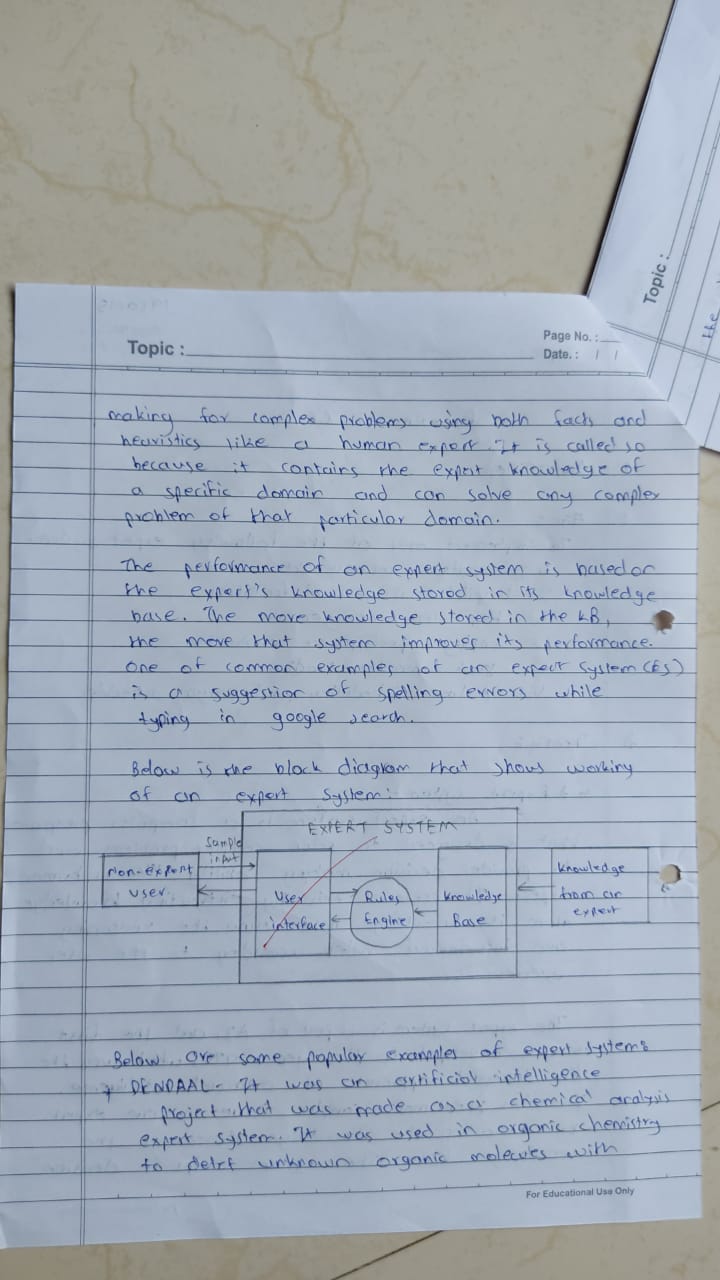 Topic :
Page No. :
Date. : / /
making for complex problems using both facts and
heuristics like a human expert. It is called so
because it contains the expert knowledge of
a specific domain and can solve any complex
problem of that particular domain.
The performance of an expert system is based on
the expert's knowledge stored in its knowledge
base. The more knowledge stored in the KB,
the more that system improves its performance.
one of common examples of an expert System (ES)
is a suggestion of spelling errors while
typing in google search.
Below is the block diagram that shows working
of an expert system:
EXPERT SYSTEM
Sample
input
Non-expert
user
User
interface
Rules
Engine
Knowledge
Base
Knowledge
from an
expert
Below are some popular examples of expert systems
DENDAAL - It was an artificial intelligence
project that was made as a chemical analysis
expert system. It was used in organic chemistry
to detct unknown organic molecules with
For Educational Use Only
Topic :
the